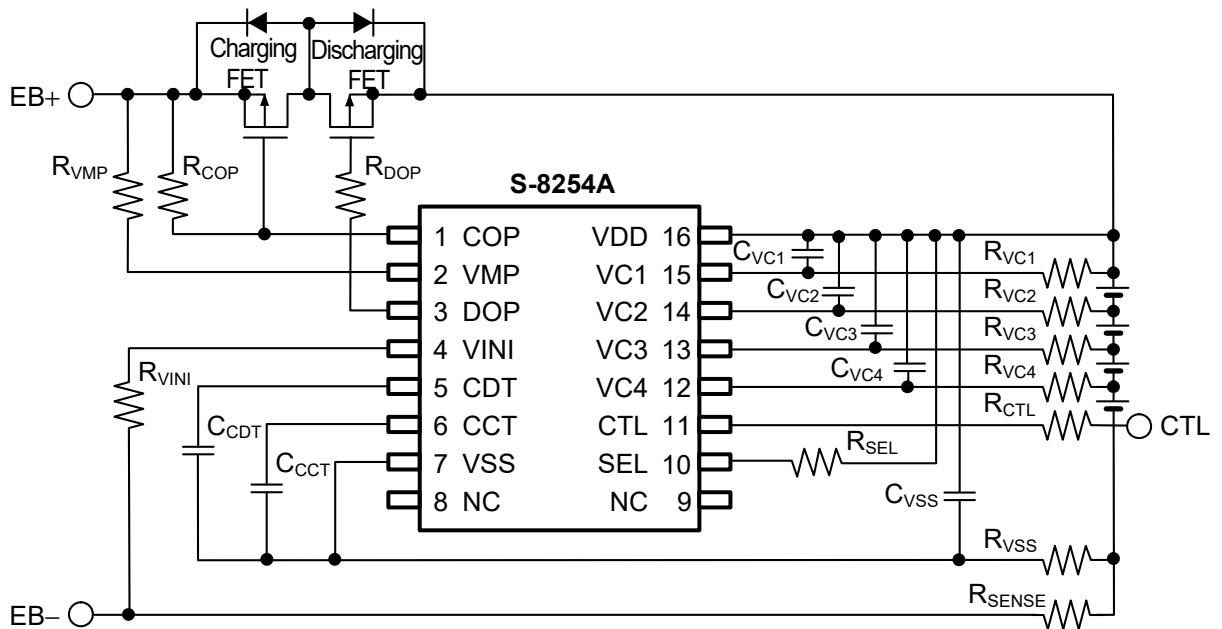 Charging Discharging
FET FET
EB+
RVMP RCOP RDOP
S-8254A
1 COP VDD 16
2 VMP VC1 15
3 DOP VC2 14
4 VINI VC3 13
5 CDT VC4 12
6 CCT CTL 11
7 VSS SEL 10
8 NC NC 9
CVC1 RVC1
CVC2 RVC2
CVC3 RVC3
CVC4 RVC4
RVINI
RCTL
CTL
CCDT
CCCT
RSEL
CVSS
RVSS
RSENSE
EB−